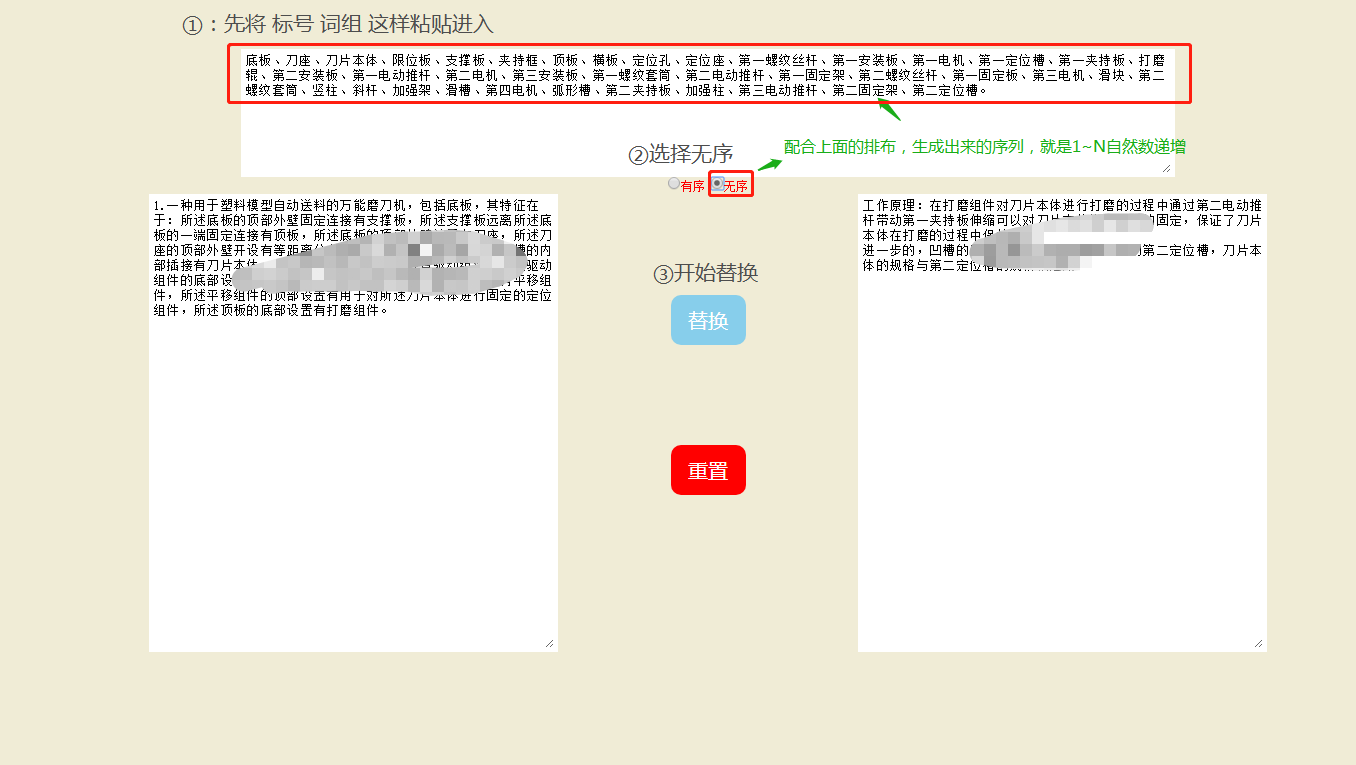 ①：先将 标号 词组 这样粘贴进入
底板、刀座、刀片本体、限位板、支撑板、夹持框、顶板、横板、定位孔、定位座、第一螺纹丝杆、第一安装板、第一电机、第一定位槽、第一夹持板、打磨
辊、第二安装板、第一电动推杆、第二电机、第三安装板、第一螺纹套筒、第二电动推杆、第一固定架、第二螺纹丝杆、第一固定板、第三电机、滑块、第二
螺纹套筒、竖柱、斜杆、加强架、滑槽、第四电机、弧形槽、第二夹持板、加强柱、第三电动推杆、第二固定架、第二定位槽。
②选择无序
配合上面的排布，生成出来的序列，就是1~N自然数递增
有序 无序
1.一种用于塑料模型自动送料的万能磨刀机，包括底板，其特征在
于：所述底板的顶部外壁固定连接有支撑板，所述支撑板远离所述底
板的一端固定连接有顶板，所述底板的顶部
刀座，所述刀
座的顶部外壁开设有等距离
槽的内
部插接有刀片本体
驱动
组件的底部设
平移组
件，所述平移组件的顶部设置有用于对所述刀片本体进行固定的定位
组件，所述顶板的底部设置有打磨组件。
③开始替换
替换
重置
工作原理：在打磨组件对刀片本体进行打磨的过程中通过第二电动推
杆带动第一夹持板伸缩可以对刀片
固定，保证了刀片
本体在打磨的过程中
进一步的，凹槽的
第二定位槽，刀片本
体的规格与第二定位槽的